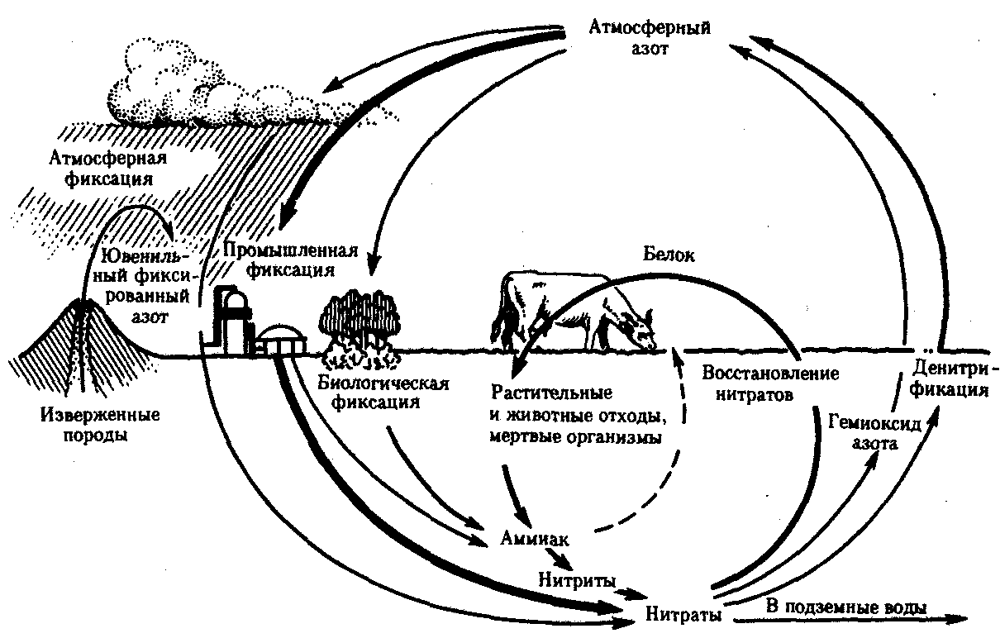 Атмосферный
азот
Атмосферная
фиксация
Ювениль-
ный фикси-
рованный
азот
Промышленная
фиксация
Белок
Изверженные
породы
Биологическая
фиксация
Растительные
и животные отходы,
мертвые организмы
Восстановление
нитратов
Денитри-
фикация
Гемиоксид
азота
Аммиак
Нитриты
Нитраты
В подземные воды